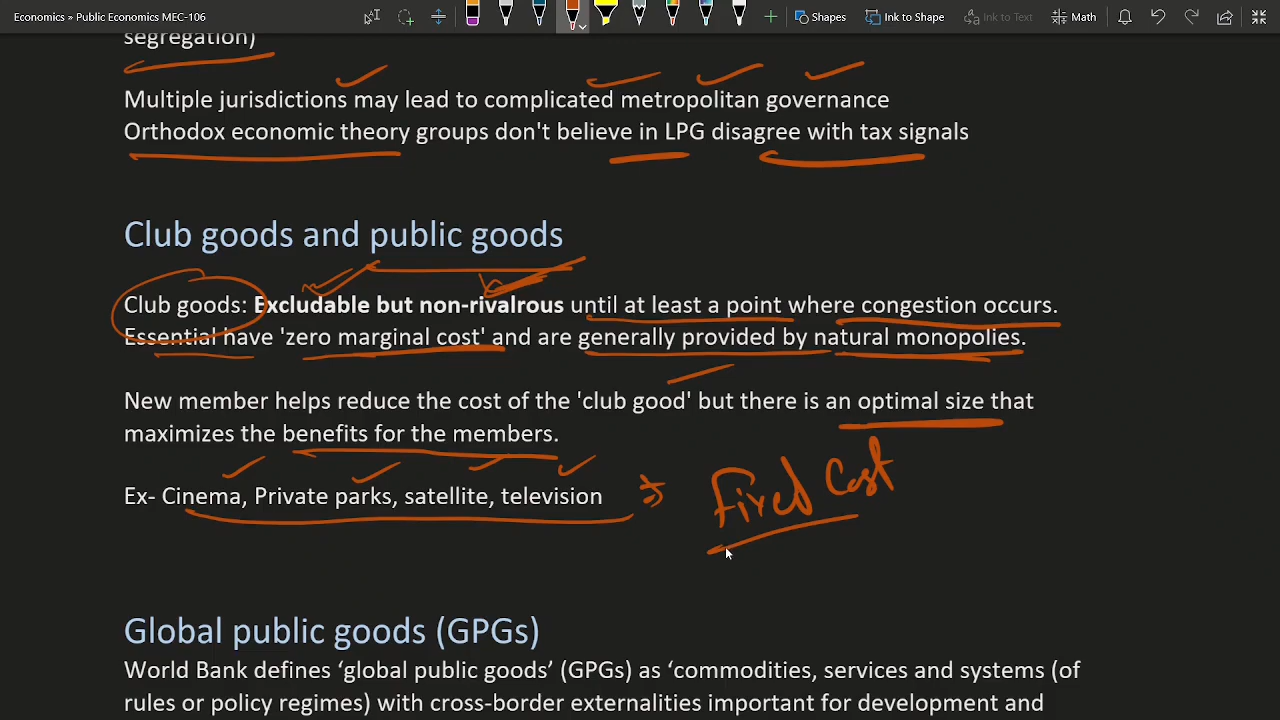 Economics » Public Economics MEC-106
Shapes
Ink to Shape
Ink to Text
Math
segregation)
Multiple jurisdictions may lead to complicated metropolitan governance
Orthodox economic theory groups don't believe in LPG disagree with tax signals
Club goods and public goods
Club goods: Excludable but non-rivalrous until at least a point where congestion occurs.
Essential have 'zero marginal cost' and are generally provided by natural monopolies.
New member helps reduce the cost of the 'club good' but there is an optimal size that
maximizes the benefits for the members.
Ex- Cinema, Private parks, satellite, television
Fixed Cost
Global public goods (GPGs)
World Bank defines ‘global public goods’ (GPGs) as ‘commodities, services and systems (of
rules or policy regimes) with cross-border externalities important for development and